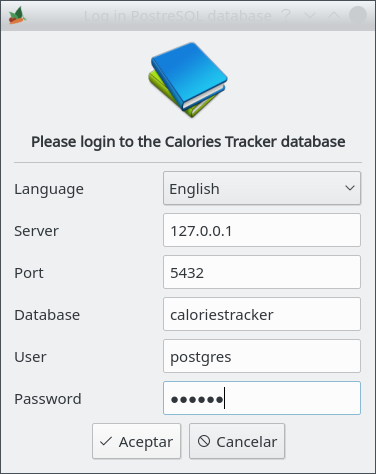 Log in PostreSQL database
Please login to the Calories Tracker database
Language English
Server 127.0.0.1
Port 5432
Database caloriestracker
User postgres
Password ●●●●●●
Aceptar Cancelar